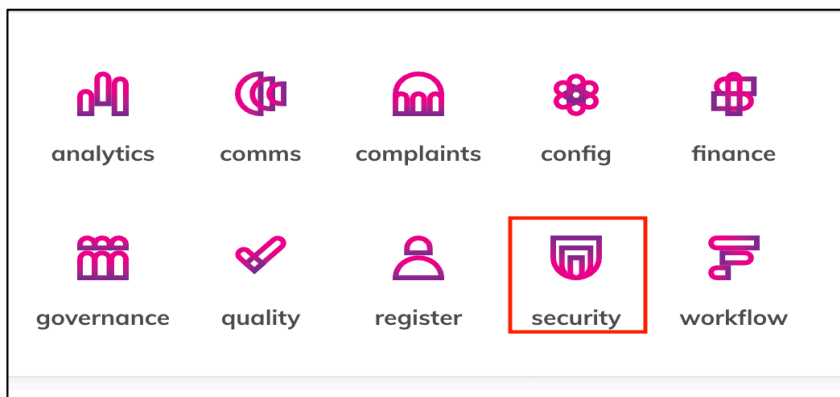 analytics comms complaints config finance
governance quality register security workflow